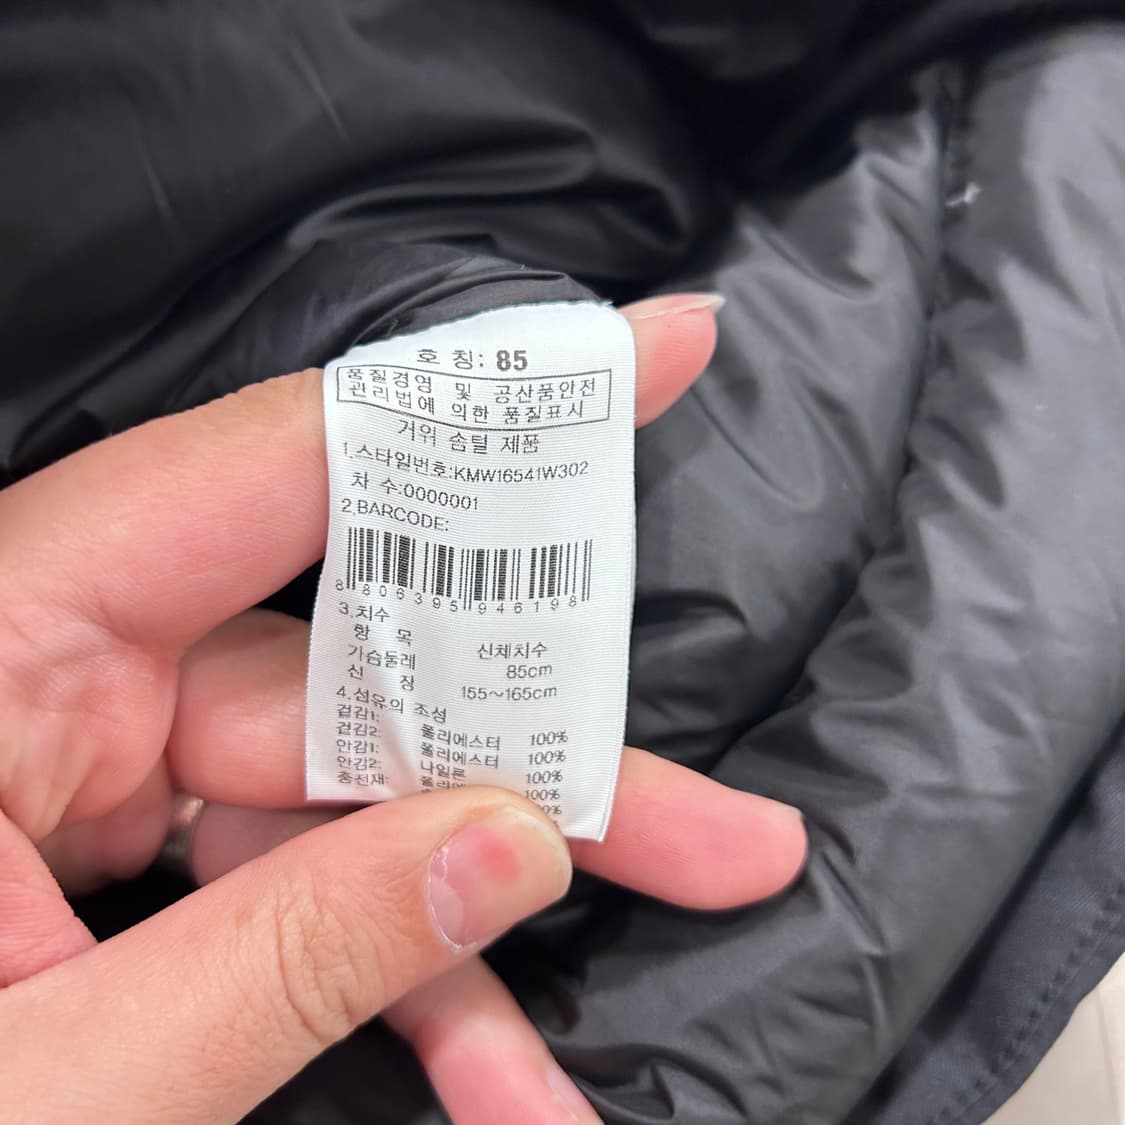 호 칭: 85
품질경영 및 공산품안전
관리법에 의한 품질표시
거위 솜털 제품
1.스타일번호:KMW16541W302
차 수:0000001
2.BARCODE:
8 806395 946198
3.치수
항 목 신체치수
가슴둘레 85cm
신 장 155~165cm
4.섬유의 조성
겉감1: 폴리에스터 100%
겉감2: 폴리에스터 100%
안감1: 나일론 100%
안감2: 100%
충전재: